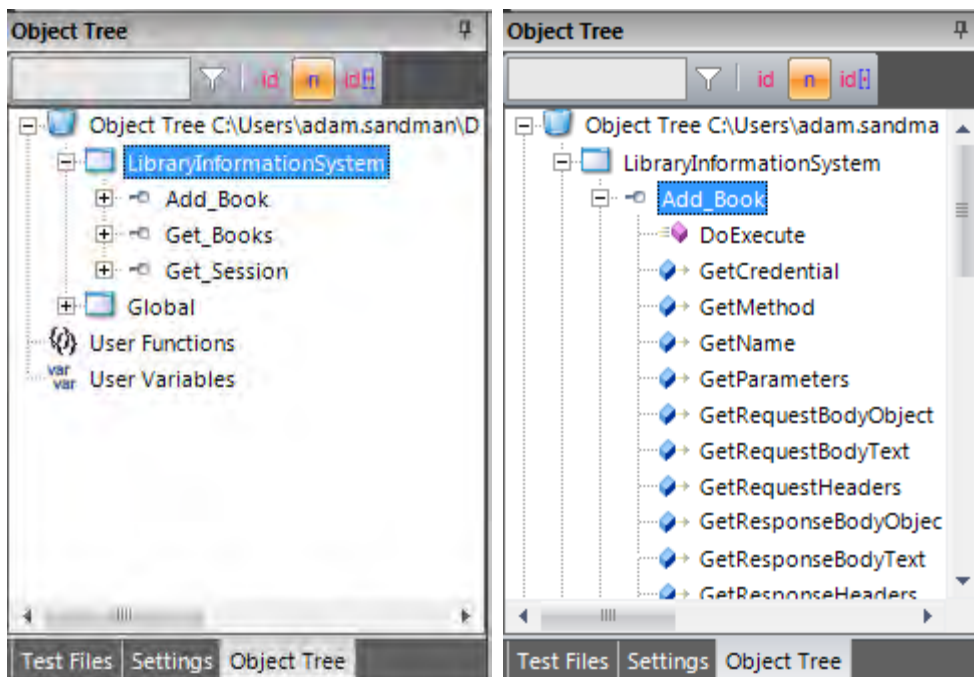 Object Tree
id n id[·]
Object Tree C:\Users\adam.sandman\D
LibraryInformationSystem
Add_Book
Get_Books
Get_Session
Global
User Functions
var
var User Variables
Test Files Settings Object Tree
Object Tree
id n id[·]
Object Tree C:\Users\adam.sandma
LibraryInformationSystem
Add_Book
DoExecute
GetCredential
GetMethod
GetName
GetParameters
GetRequestBodyObject
GetRequestBodyText
GetRequestHeaders
GetResponseBodyObjec
GetResponseBodyText
GetResponseHeaders
Test Files Settings Object Tree